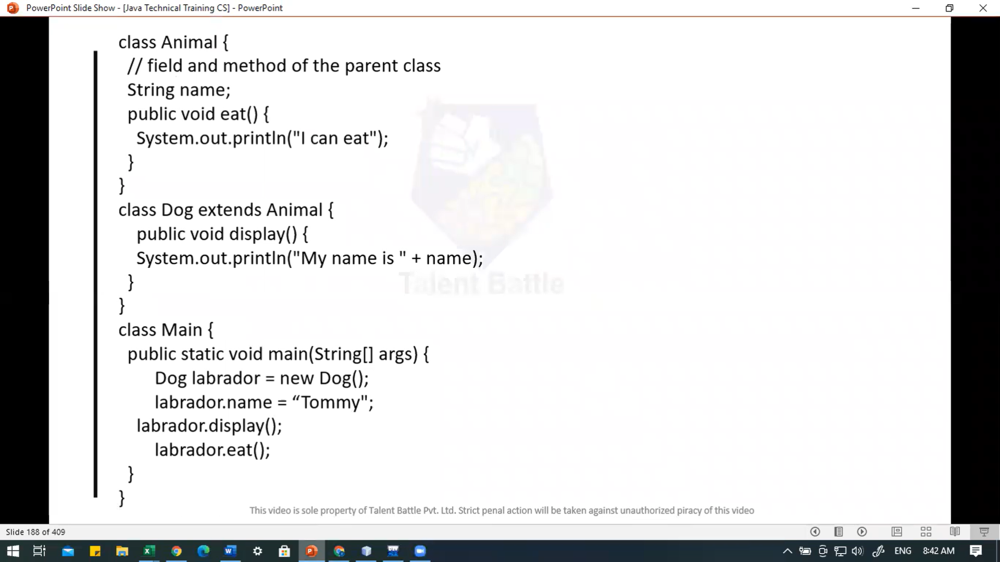 PowerPoint Slide Show - [Java Technical Training CS] - PowerPoint
class Animal {
// field and method of the parent class
String name;
public void eat() {
System.out.println("I can eat");
}
}
class Dog extends Animal {
public void display() {
System.out.println("My name is " + name);
}
}
class Main {
public static void main(String[] args) {
Dog labrador = new Dog();
labrador.name = “Tommy";
labrador.display();
labrador.eat();
}
}
Talent Battle
This video is sole property of Talent Battle Pvt. Ltd. Strict penal action will be taken against unauthorized piracy of this video
Slide 188 of 409
ENG
8:42 AM